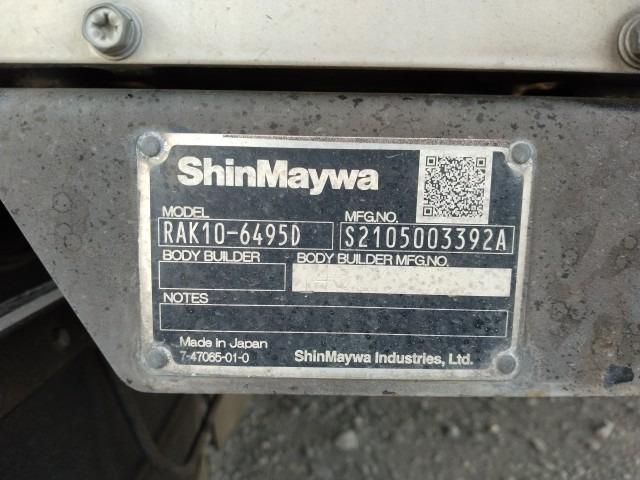 ShinMaywa
MODEL MFG.NO.
RAK10-6495D S2105003392A
BODY BUILDER BODY BUILDER MFG.NO.
NOTES
Made in Japan
7-47065-01-0 ShinMaywa Industries, Ltd.